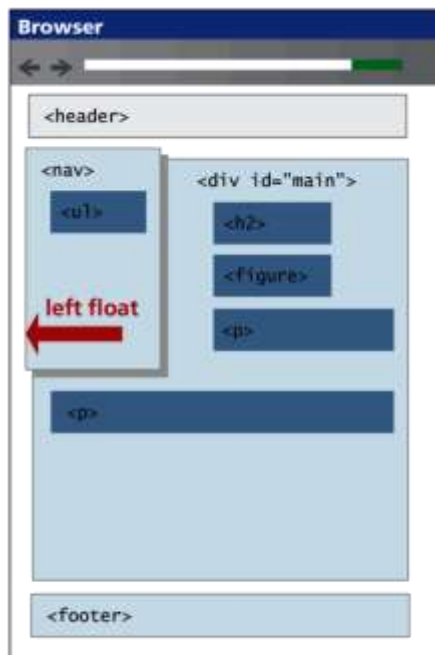 Browser
<header>
<nav>
<ul>
left float
<div id="main">
<h2>
<figure>
<p>
<p>
<footer>